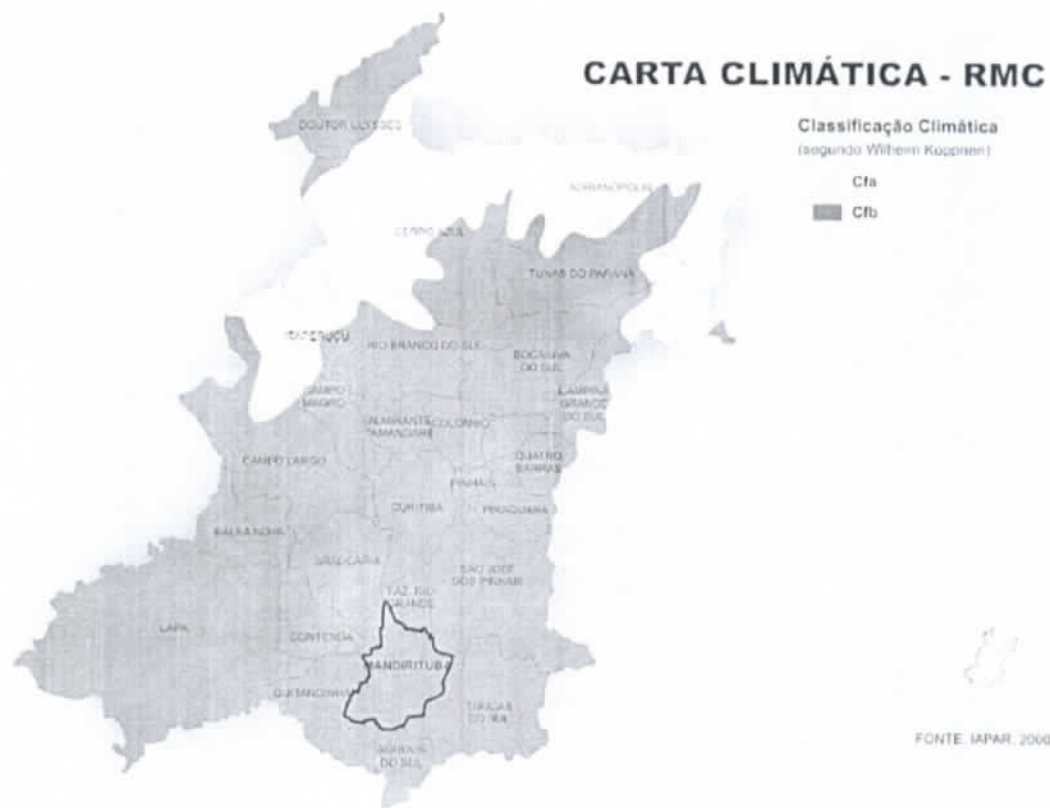 CARTA CLIMÁTICA - RMC
Classificação Climática
(segundo Wilhelm Köppnen)
Cfa
Cfb
DOUTOR ULYSSES
ADRIANÓPOLIS
CERRO AZUL
TUNAS DO PARANÁ
ITAPERUÇU
RIO BRANCO DO SUL
BOCAIUVA
DO SUL
CAMPO
MAGRO
CAMPINA
GRANDE
DO SUL
ALMIRANTE
TAMANDARÉ
COLOMBO
CAMPO LARGO
QUATRO
BARRAS
PINHAIS
CURITIBA
PIRAQUARA
BALSA NOVA
ARAUCÁRIA
SÃO JOSÉ
DOS PINHAIS
FAZ. RIO
GRANDE
LAPA
CONTENDA
MANDIRITUBA
QUITANDINHA
TIJUCAS
DO SUL
AGUDOS
DO SUL
FONTE: IAPAR, 2000